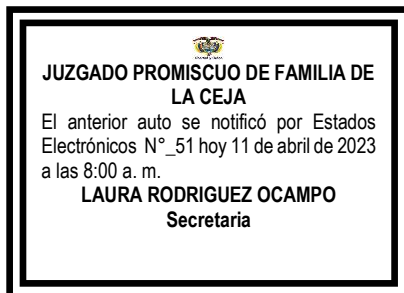 JUZGADO PROMISCUO DE FAMILIA DE
LA CEJA
El anterior auto se notificó por Estados
Electrónicos N°_51 hoy 11 de abril de 2023
a las 8:00 a. m.
LAURA RODRIGUEZ OCAMPO
Secretaria